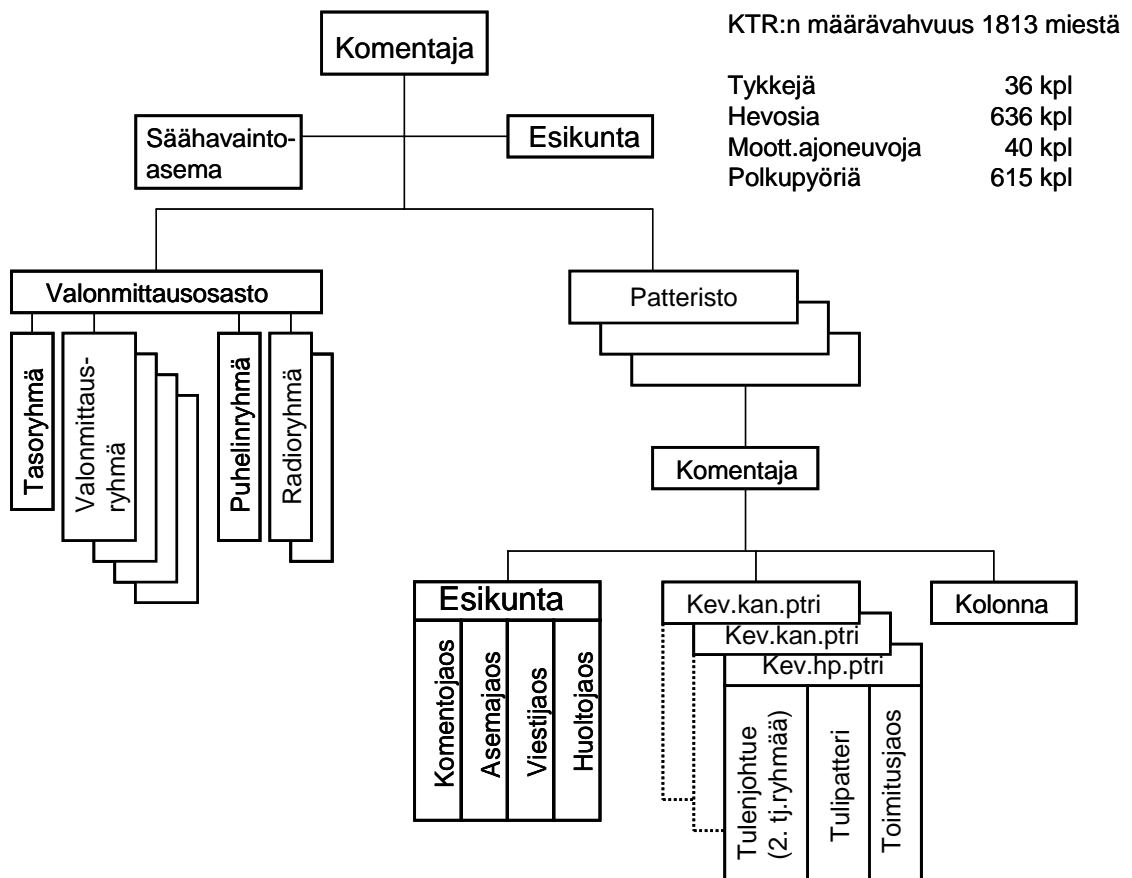 KTR:n määrävahvuus 1813 miestä
Tykkejä 36 kpl
Hevosia 636 kpl
Moott.ajoneuvoja 40 kpl
Polkupyöriä 615 kpl
Komentaja
Säähavainto-
asema
Esikunta
Valonmittausosasto
Tasoryhmä
Valonmittaus-
ryhmä
Puhelinryhmä
Radioryhmä
Patteristo
Komentaja
Esikunta
Komentojaos
Asemajaos
Viestijaos
Huoltojaos
Kev.kan.ptri
Kev.kan.ptri
Kev.hp.ptri
Tulenjohtue
(2. tj.ryhmää)
Tulipatteri
Toimitusjaos
Kolonna